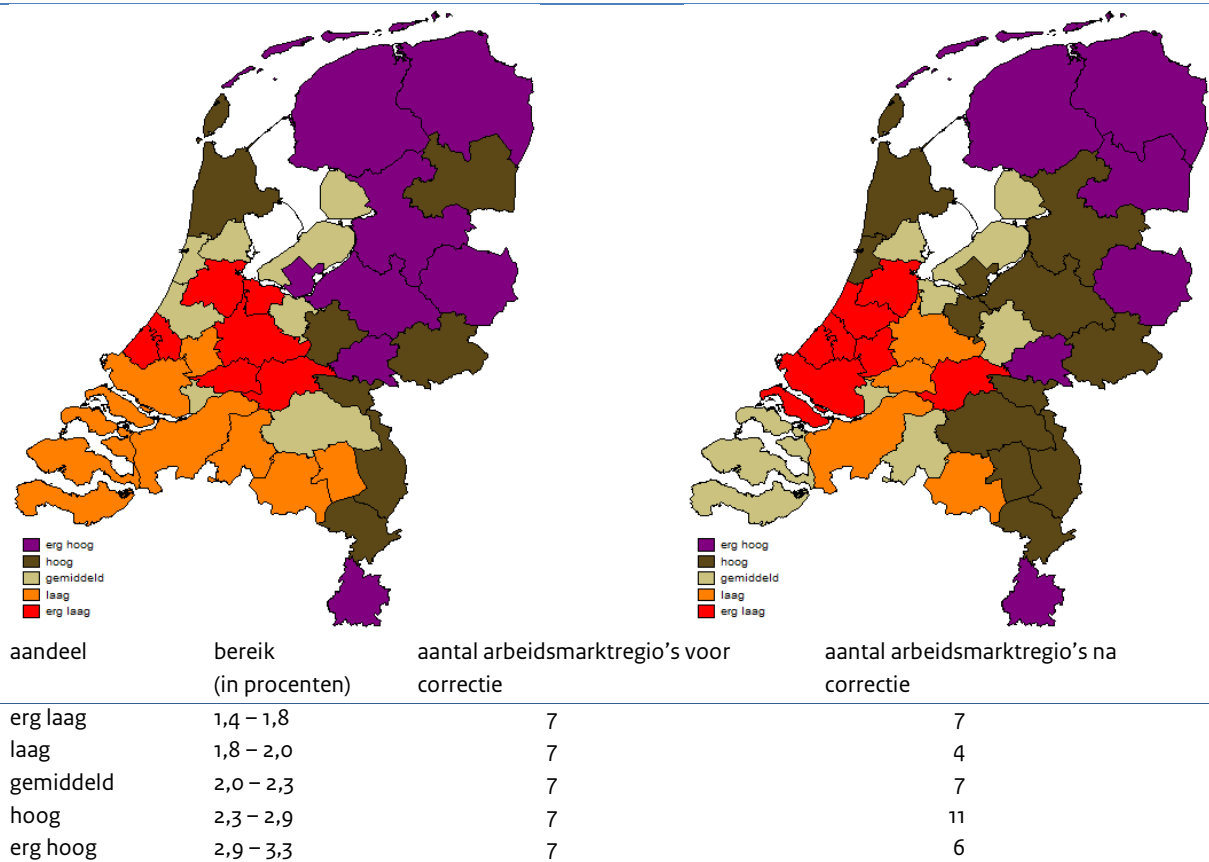 erg hoog
hoog
gemiddeld
laag
erg laag
erg hoog
hoog
gemiddeld
laag
erg laag
aandeel bereik aantal arbeidsmarktregio's voor aantal arbeidsmarktregio's na
(in procenten) correctie correctie
erg laag 1,4 – 1,8 7 7
laag 1,8 – 2,0 7 4
gemiddeld 2,0 – 2,3 7 7
hoog 2,3 – 2,9 7 11
erg hoog 2,9 – 3,3 7 6